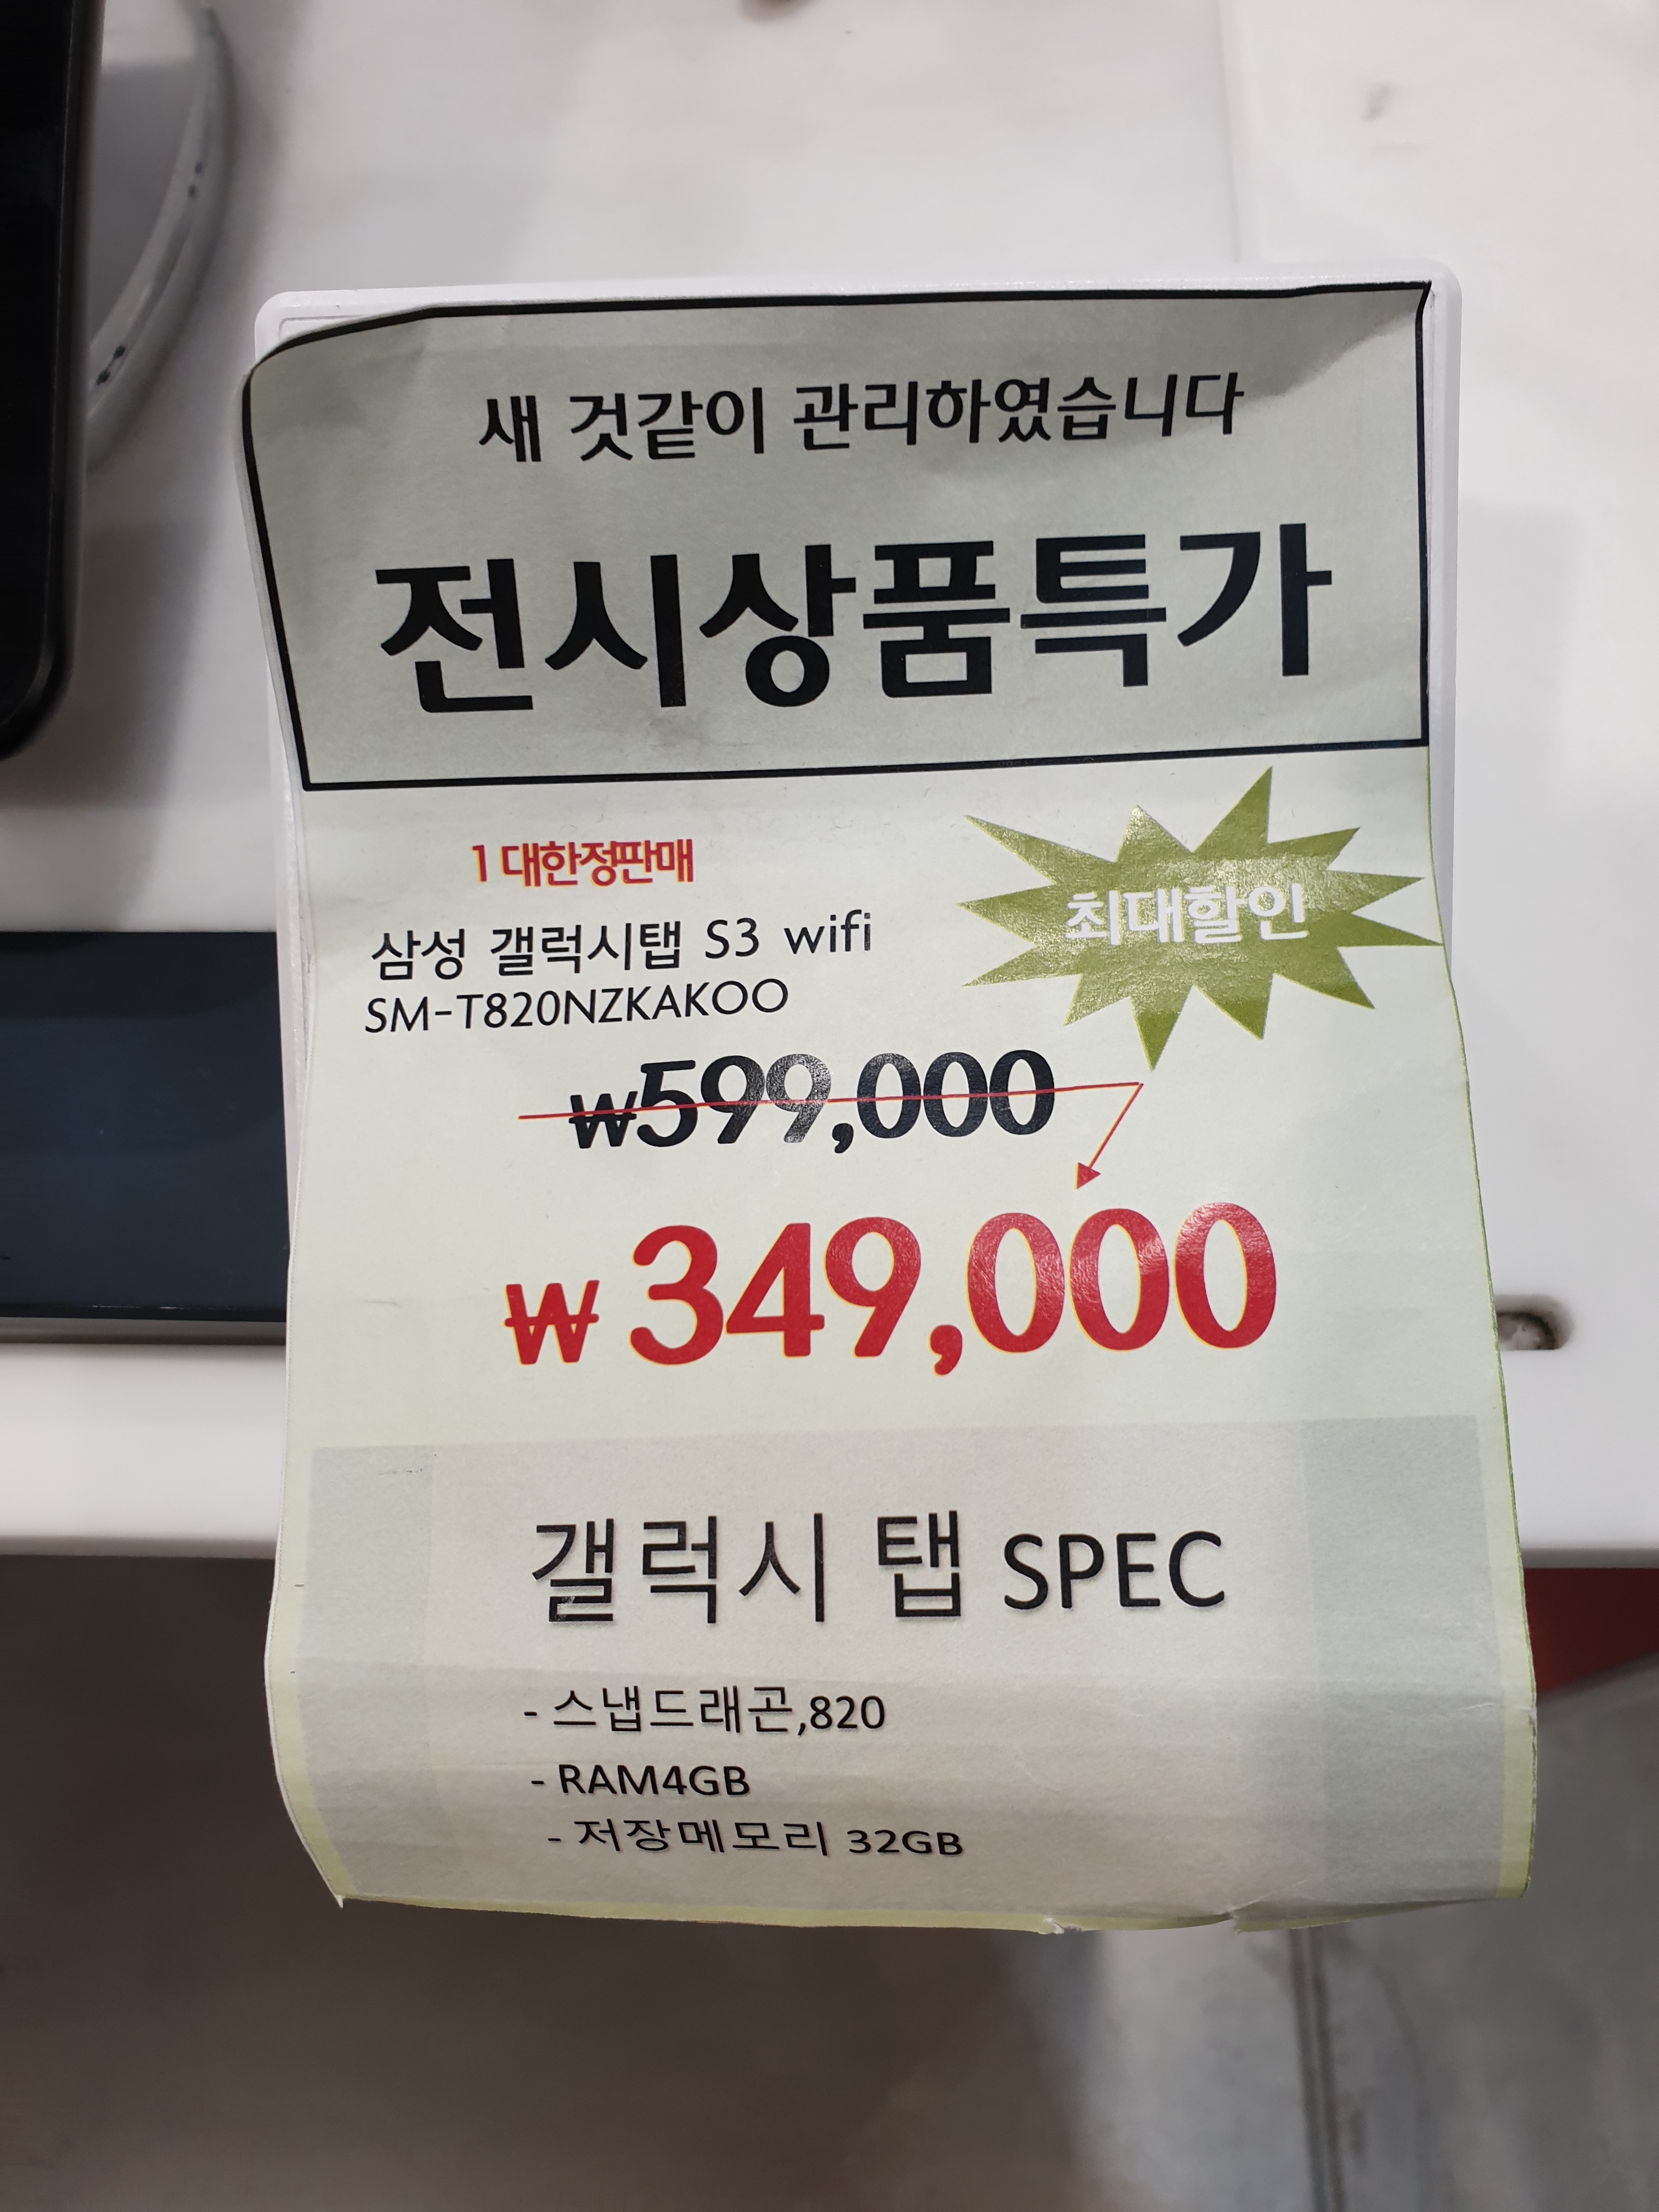 새 것같이 관리하였습니다
전시상품특가
1대한정판매
최대할인
삼성 갤럭시탭 S3 wifi
SM-T820NZKAKOO
₩599,000
₩349,000
갤럭시 탭 SPEC
- 스냅드래곤,820
- RAM4GB
- 저장메모리 32GB